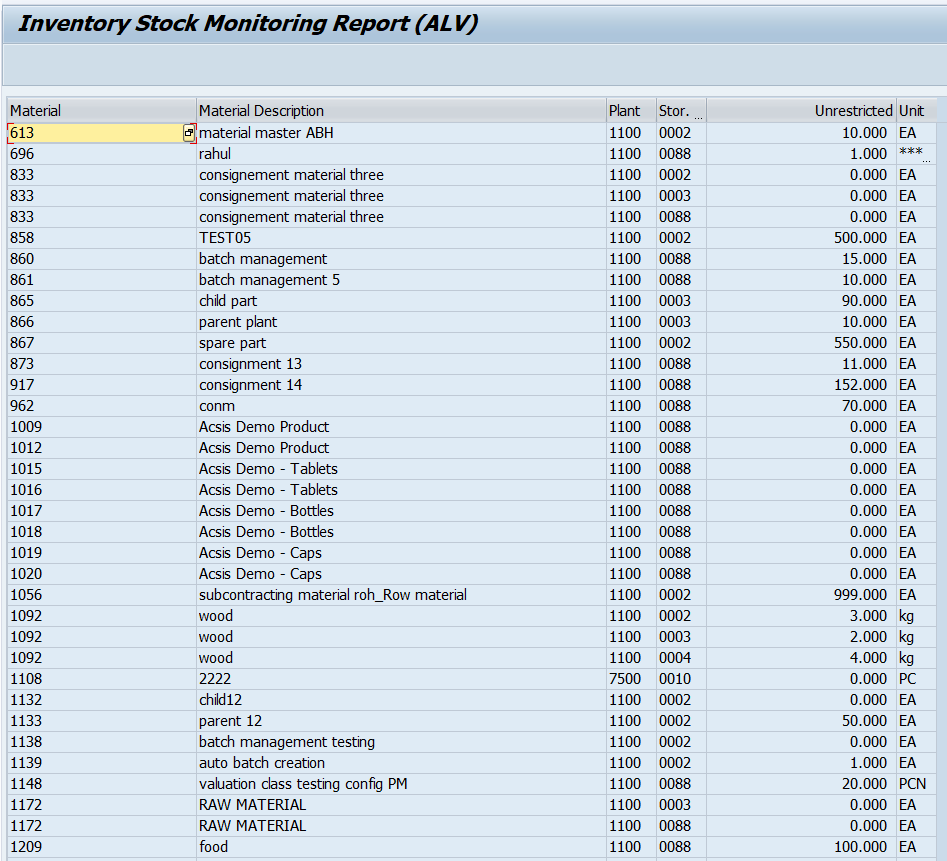 Inventory Stock Monitoring Report (ALV)
Material Material Description Plant Stor. ... Unrestricted Unit
613 material master ABH 1100 0002 10.000 EA
696 rahul 1100 0088 1.000 ***...
833 consignement material three 1100 0002 0.000 EA
833 consignement material three 1100 0003 0.000 EA
833 consignement material three 1100 0088 0.000 EA
858 TEST05 1100 0002 500.000 EA
860 batch management 1100 0088 15.000 EA
861 batch management 5 1100 0088 10.000 EA
865 child part 1100 0003 90.000 EA
866 parent plant 1100 0003 10.000 EA
867 spare part 1100 0002 550.000 EA
873 consignment 13 1100 0088 11.000 EA
917 consignment 14 1100 0088 152.000 EA
962 conm 1100 0088 70.000 EA
1009 Acsis Demo Product 1100 0088 0.000 EA
1012 Acsis Demo Product 1100 0088 0.000 EA
1015 Acsis Demo - Tablets 1100 0088 0.000 EA
1016 Acsis Demo - Tablets 1100 0088 0.000 EA
1017 Acsis Demo - Bottles 1100 0088 0.000 EA
1018 Acsis Demo - Bottles 1100 0088 0.000 EA
1019 Acsis Demo - Caps 1100 0088 0.000 EA
1020 Acsis Demo - Caps 1100 0088 0.000 EA
1056 subcontracting material roh_Row material 1100 0002 999.000 EA
1092 wood 1100 0002 3.000 kg
1092 wood 1100 0003 2.000 kg
1092 wood 1100 0004 4.000 kg
1108 2222 7500 0010 0.000 PC
1132 child12 1100 0002 0.000 EA
1133 parent 12 1100 0002 50.000 EA
1138 batch management testing 1100 0002 0.000 EA
1139 auto batch creation 1100 0002 1.000 EA
1148 valuation class testing config PM 1100 0088 20.000 PCN
1172 RAW MATERIAL 1100 0003 0.000 EA
1172 RAW MATERIAL 1100 0088 0.000 EA
1209 food 1100 0088 100.000 EA